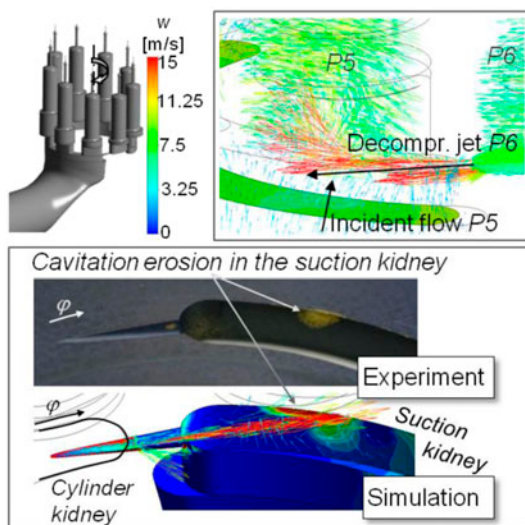 w
[m/s]
15
11.25
7.5
3.25
0
P5
P6
Decompr. jet P6
Incident flow P5
Cavitation erosion in the suction kidney
φ
Experiment
φ
Suction
kidney
Cylinder
kidney
Simulation